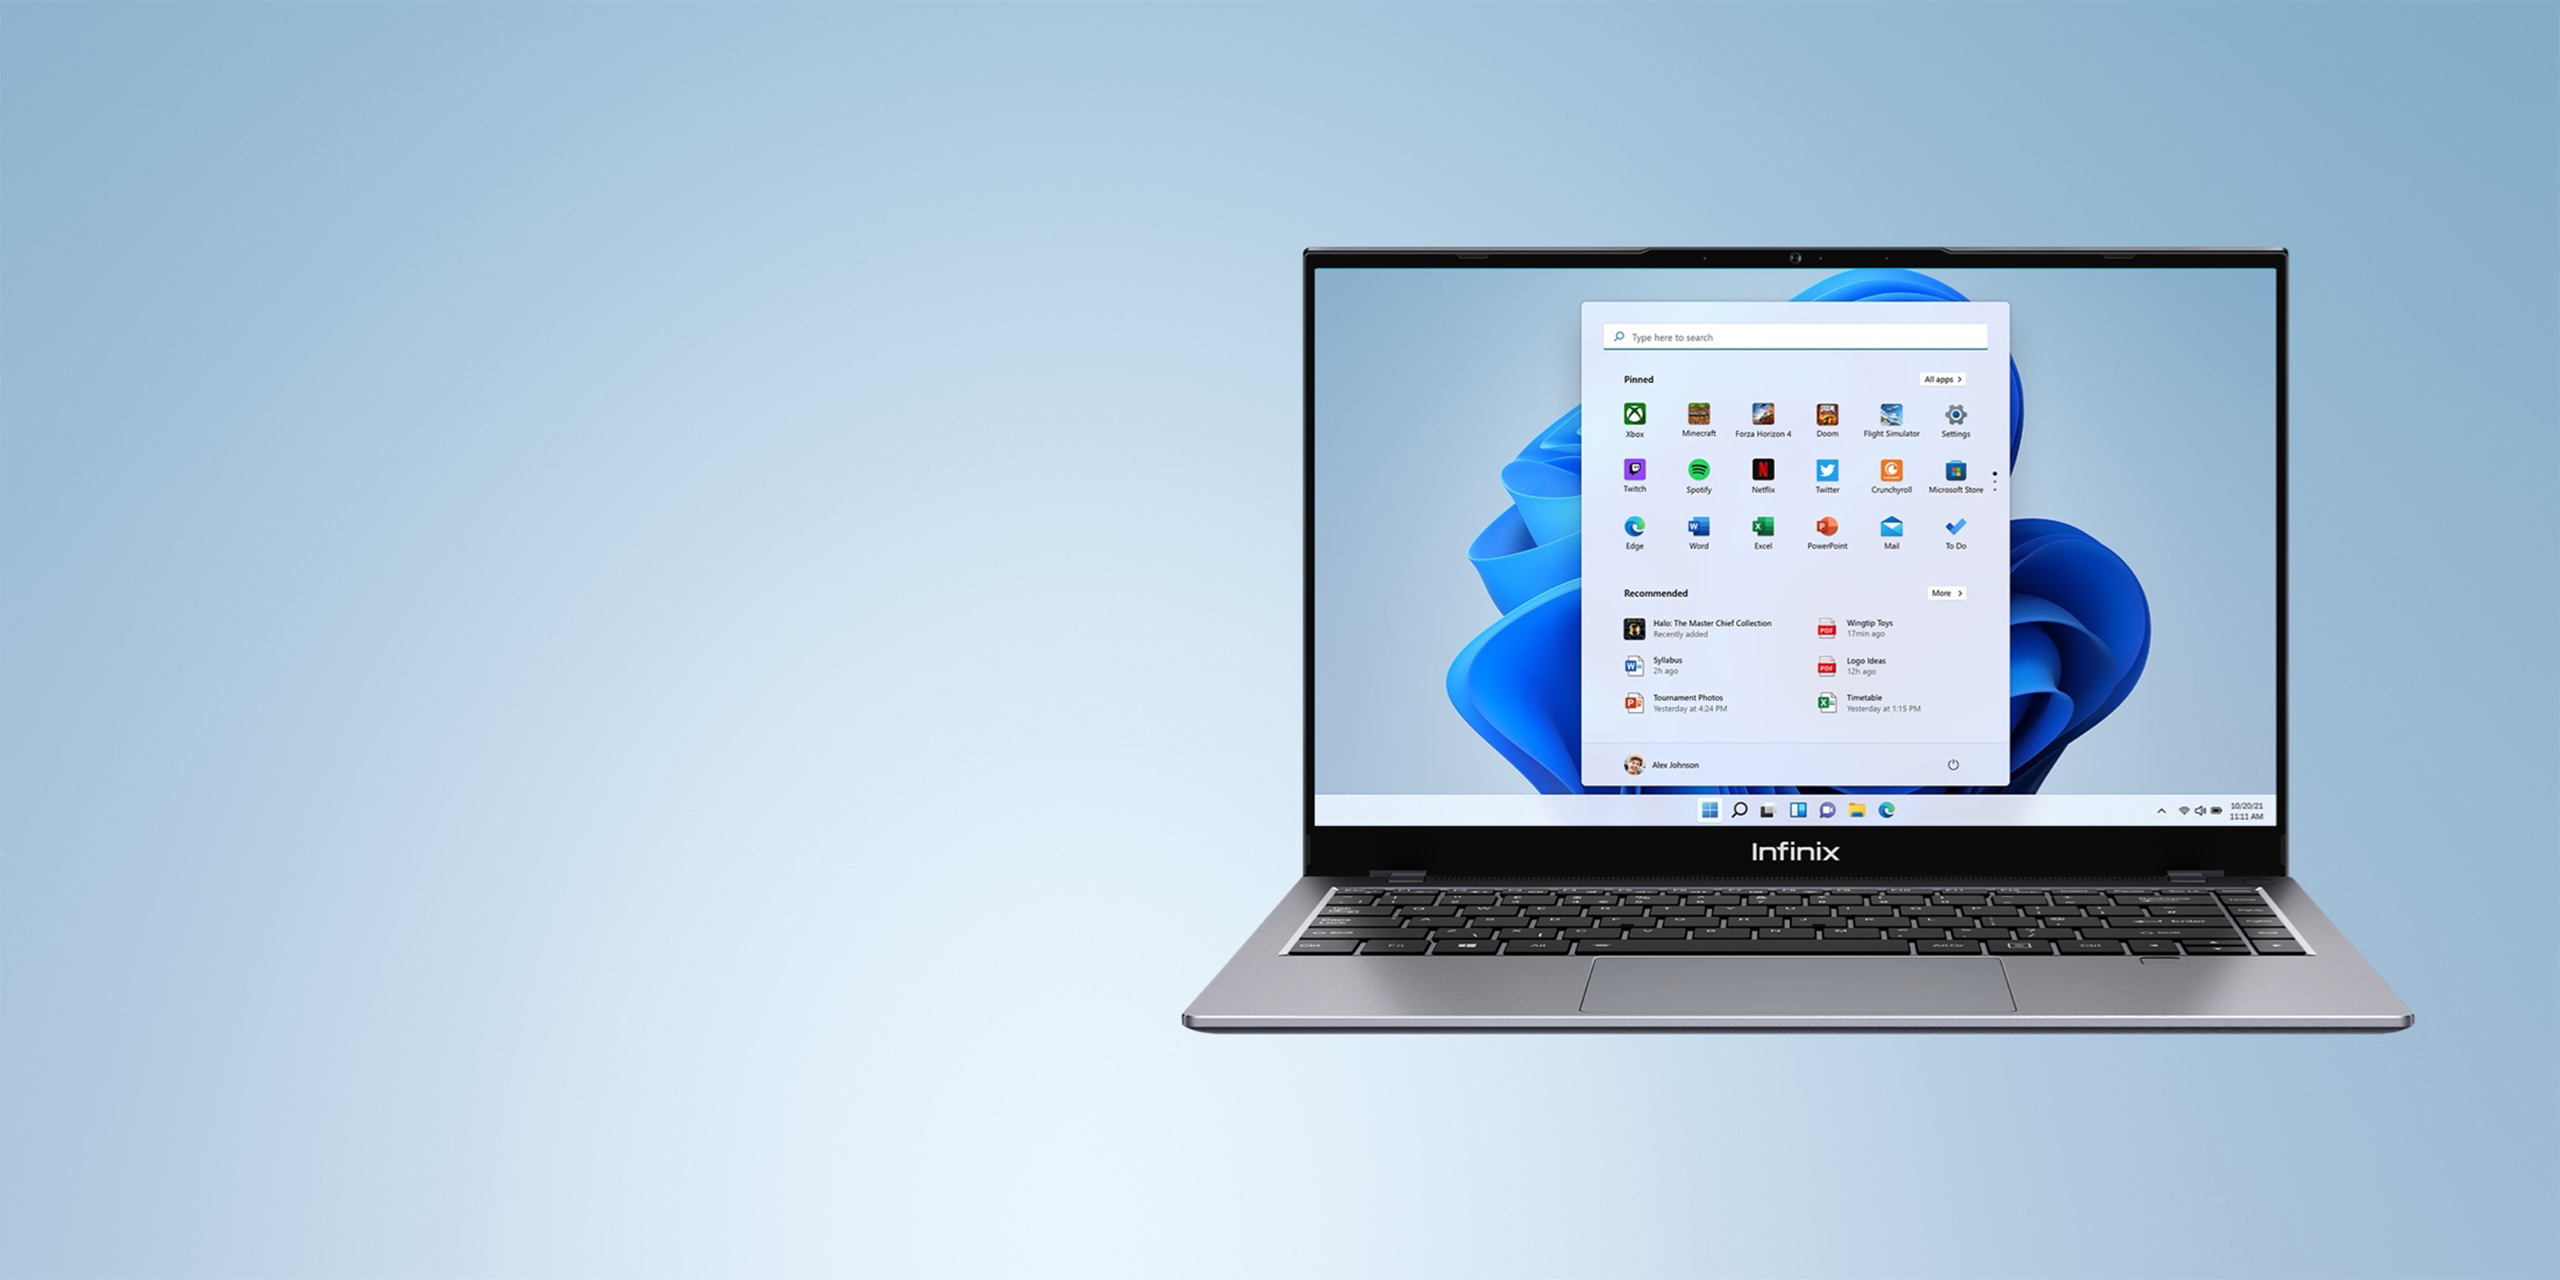 Type here to search
Pinned
All apps >
Xbox
Minecraft
Forza Horizon 4
Doom
Flight Simulator
Settings
Twitch
Spotify
Netflix
Twitter
Crunchyroll
Microsoft Store
Edge
Word
Excel
PowerPoint
Mail
To Do
Recommended
More >
Halo: The Master Chief Collection
Recently added
Wingtip Toys
17min ago
Syllabus
2h ago
Logo Ideas
12h ago
Tournament Photos
Yesterday at 4:24 PM
Timetable
Yesterday at 1:15 PM
Alex Johnson
10/20/21
11:11 AM
Infinix